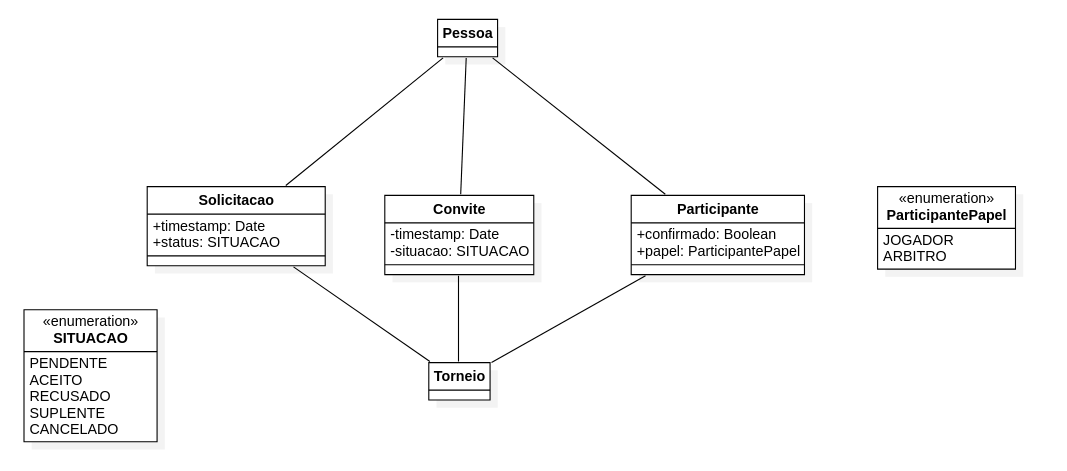 Pessoa
Solicitacao
+timestamp: Date
+status: SITUACAO
Convite
-timestamp: Date
-situacao: SITUACAO
Participante
+confirmado: Boolean
+papel: ParticipantePapel
«enumeration»
ParticipantePapel
JOGADOR
ARBITRO
«enumeration»
SITUACAO
PENDENTE
ACEITO
RECUSADO
SUPLENTE
CANCELADO
Torneio